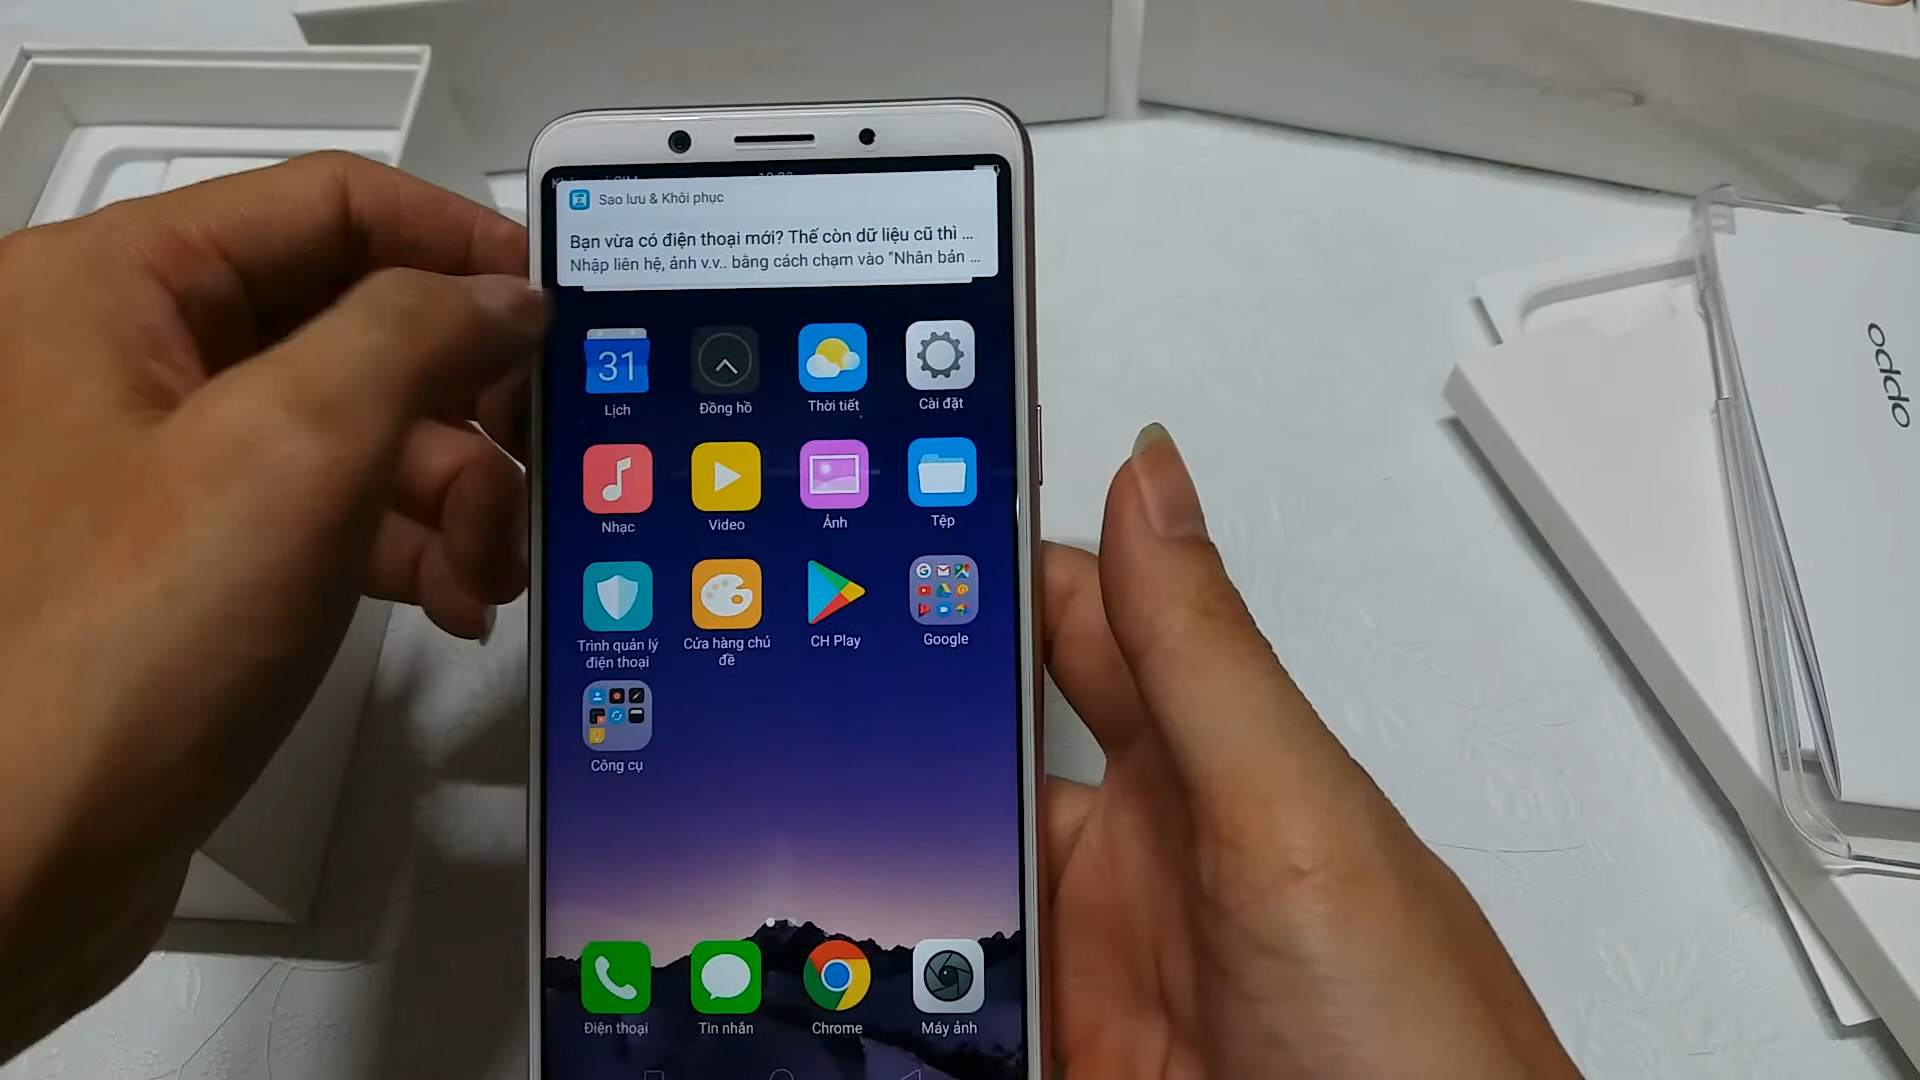 Sao lưu & Khôi phục
Bạn vừa có điện thoại mới? Thế còn dữ liệu cũ thì ...
Nhập liên hệ, ảnh v.v.. bằng cách chạm vào "Nhân bản ...
31
Lịch
Đồng hồ
Thời tiết
Cài đặt
Nhạc
Video
Ảnh
Tệp
Trình quản lý
điện thoại
Cửa hàng chủ
đề
CH Play
Google
Công cụ
Điện thoại
Tin nhắn
Chrome
Máy ảnh
oppo
oppo